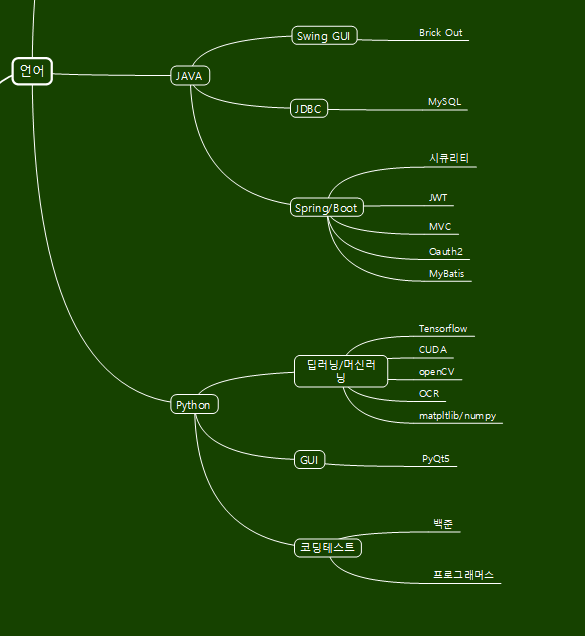 언어
JAVA
Swing GUI
Brick Out
JDBC
MySQL
Spring/Boot
시큐리티
JWT
MVC
Oauth2
MyBatis
Python
딥러닝/머신러
닝
Tensorflow
CUDA
openCV
OCR
matpltlib/numpy
GUI
PyQt5
코딩테스트
백준
프로그래머스